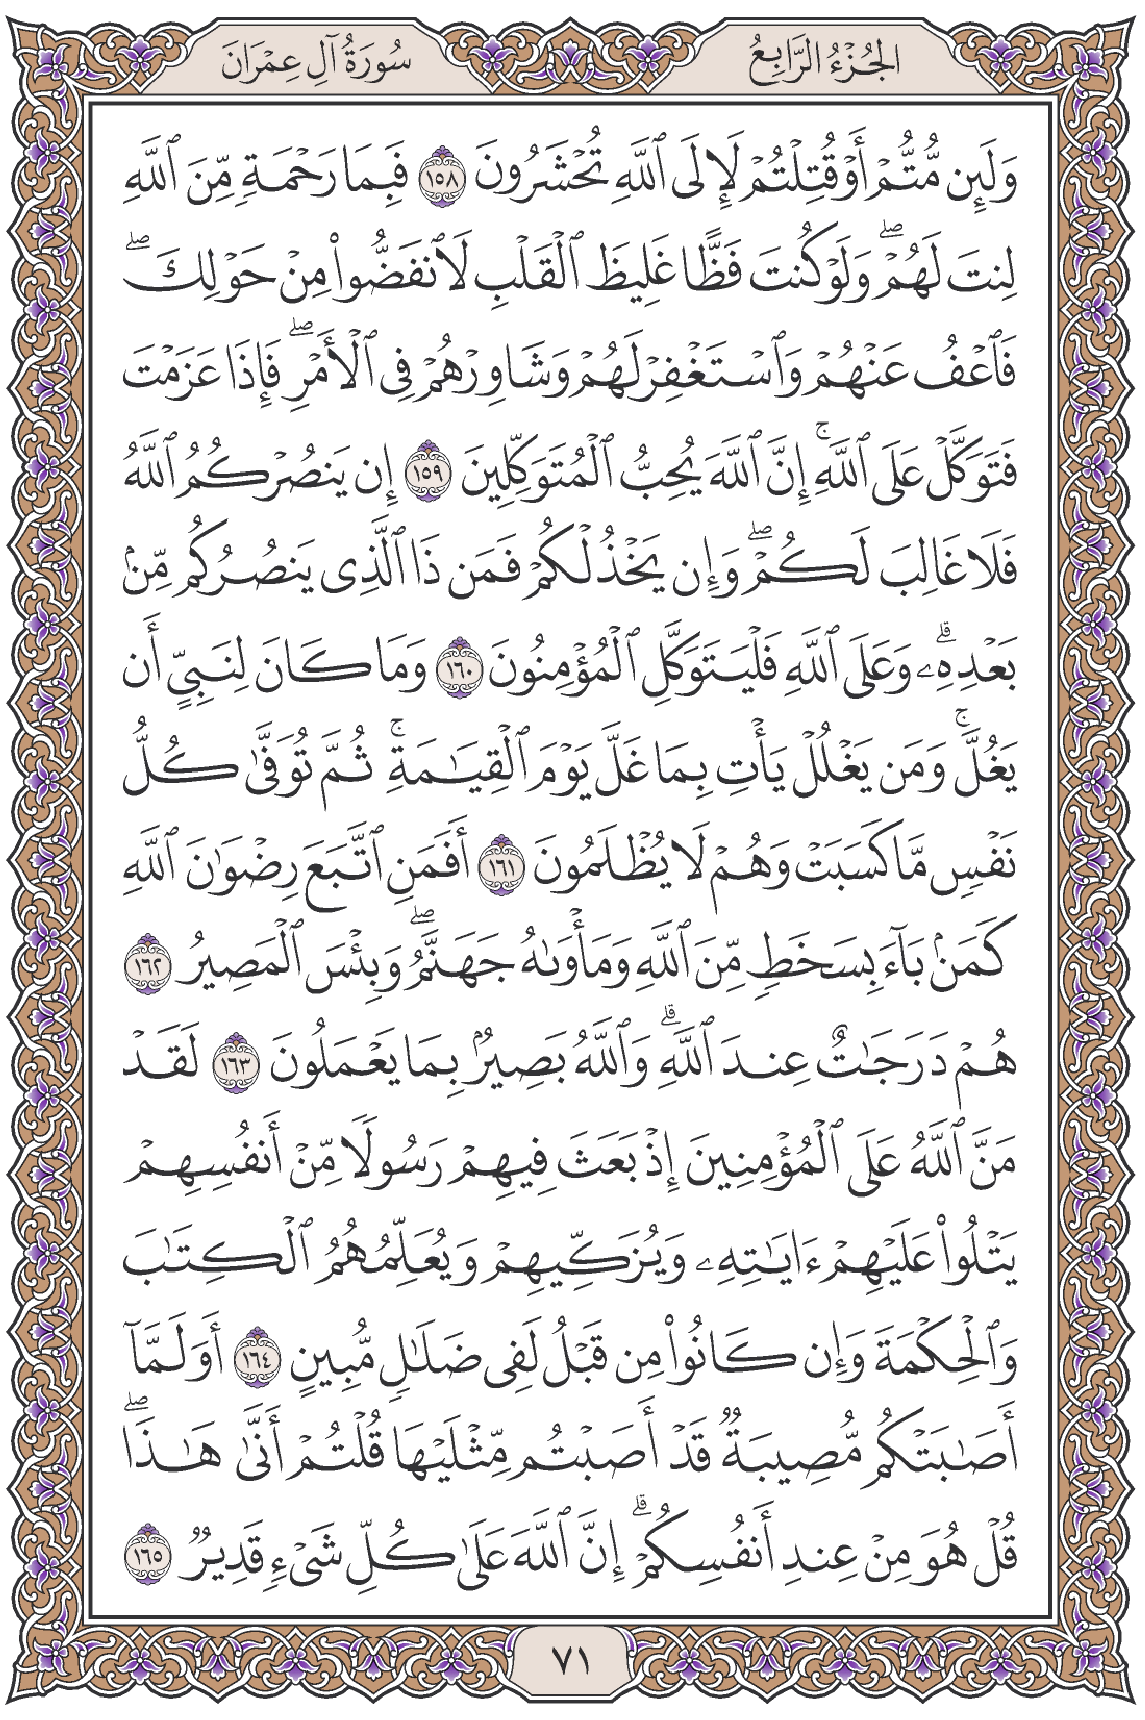 الجُزْءُ الرَّابِعُ
سُورَةُ آلِ عِمْرَانَ
وَلَئِن مُّتُّمْ أَوْ قُتِلْتُمْ لَإِلَى ٱللَّهِ تُحْشَرُونَ ١٥٨ فَبِمَا رَحْمَةٍ مِّنَ ٱللَّهِ
لِنتَ لَهُمْۖ وَلَوْ كُنتَ فَظًّا غَلِيظَ ٱلْقَلْبِ لَٱنفَضُّوا۟ مِنْ حَوْلِكَۖ
فَٱعْفُ عَنْهُمْ وَٱسْتَغْفِرْ لَهُمْ وَشَاوِرْهُمْ فِى ٱلْأَمْرِۖ فَإِذَا عَزَمْتَ
فَتَوَكَّلْ عَلَى ٱللَّهِۚ إِنَّ ٱللَّهَ يُحِبُّ ٱلْمُتَوَكِّلِينَ ١٥٩ إِن يَنصُرْكُمُ ٱللَّهُ
فَلَا غَالِبَ لَكُمْۖ وَإِن يَخْذُلْكُمْ فَمَن ذَا ٱلَّذِى يَنصُرُكُم مِّنۢ
بَعْدِهِۦۗ وَعَلَى ٱللَّهِ فَلْيَتَوَكَّلِ ٱلْمُؤْمِنُونَ ١٦٠ وَمَا كَانَ لِنَبِىٍّ أَن
يَغُلَّۚ وَمَن يَغْلُلْ يَأْتِ بِمَا غَلَّ يَوْمَ ٱلْقِيَـٰمَةِۚ ثُمَّ تُوَفَّىٰ كُلُّ
نَفْسٍ مَّا كَسَبَتْ وَهُمْ لَا يُظْلَمُونَ ١٦١ أَفَمَنِ ٱتَّبَعَ رِضْوَٰنَ ٱللَّهِ
كَمَنۢ بَآءَ بِسَخَطٍ مِّنَ ٱللَّهِ وَمَأْوَىٰهُ جَهَنَّمُۖ وَبِئْسَ ٱلْمَصِيرُ ١٦٢
هُمْ دَرَجَـٰتٌ عِندَ ٱللَّهِۗ وَٱللَّهُ بَصِيرٌۢ بِمَا يَعْمَلُونَ ١٦٣ لَقَدْ
مَنَّ ٱللَّهُ عَلَى ٱلْمُؤْمِنِينَ إِذْ بَعَثَ فِيهِمْ رَسُولًا مِّنْ أَنفُسِهِمْ
يَتْلُوا۟ عَلَيْهِمْ ءَايَـٰتِهِۦ وَيُزَكِّيهِمْ وَيُعَلِّمُهُمُ ٱلْكِتَـٰبَ
وَٱلْحِكْمَةَ وَإِن كَانُوا۟ مِن قَبْلُ لَفِى ضَلَـٰلٍ مُّبِينٍ ١٦٤ أَوَلَمَّآ
أَصَـٰبَتْكُم مُّصِيبَةٌ قَدْ أَصَبْتُم مِّثْلَيْهَا قُلْتُمْ أَنَّىٰ هَـٰذَاۖ
قُلْ هُوَ مِنْ عِندِ أَنفُسِكُمْۗ إِنَّ ٱللَّهَ عَلَىٰ كُلِّ شَىْءٍ قَدِيرٌ ١٦٥
٧١